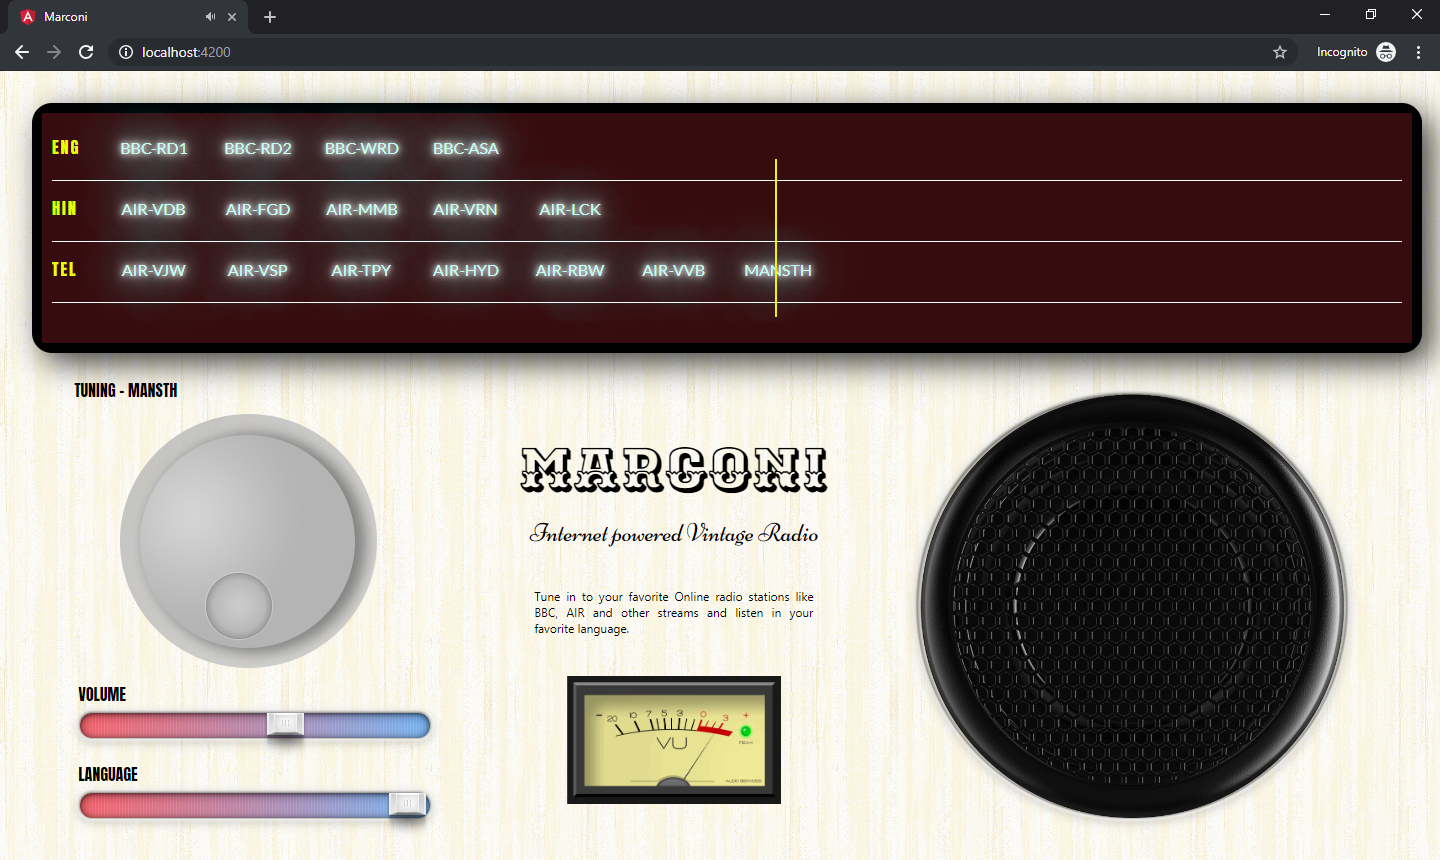 Marconi
localhost:4200
Incognito
ENG BBC-RD1 BBC-RD2 BBC-WRD BBC-ASA
HIN AIR-VDB AIR-FGD AIR-MMB AIR-VRN AIR-LCK
TEL AIR-VJW AIR-VSP AIR-TPY AIR-HYD AIR-RBW AIR-VVB MANSTH
TUNING - MANSTH
MARCONI
Internet powered Vintage Radio
Tune in to your favorite Online radio stations like
BBC, AIR and other streams and listen in your
favorite language.
VOLUME
- 20 10 7 5 3 0 3 +
VU
PEAK
AUDIO SERVICES
LANGUAGE